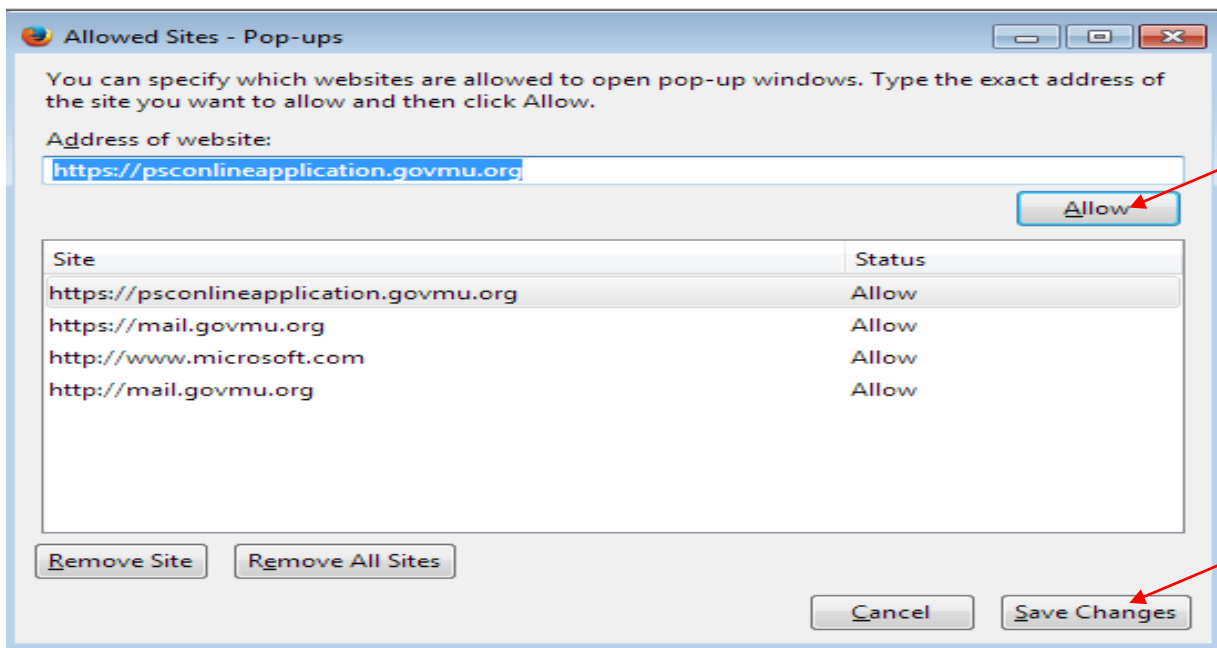 Allowed Sites - Pop-ups
You can specify which websites are allowed to open pop-up windows. Type the exact address of
the site you want to allow and then click Allow.
Address of website:
https://psconlineapplication.govmu.org
Allow
Site Status
https://psconlineapplication.govmu.org Allow
https://mail.govmu.org Allow
http://www.microsoft.com Allow
http://mail.govmu.org Allow
Remove Site Remove All Sites
Cancel Save Changes